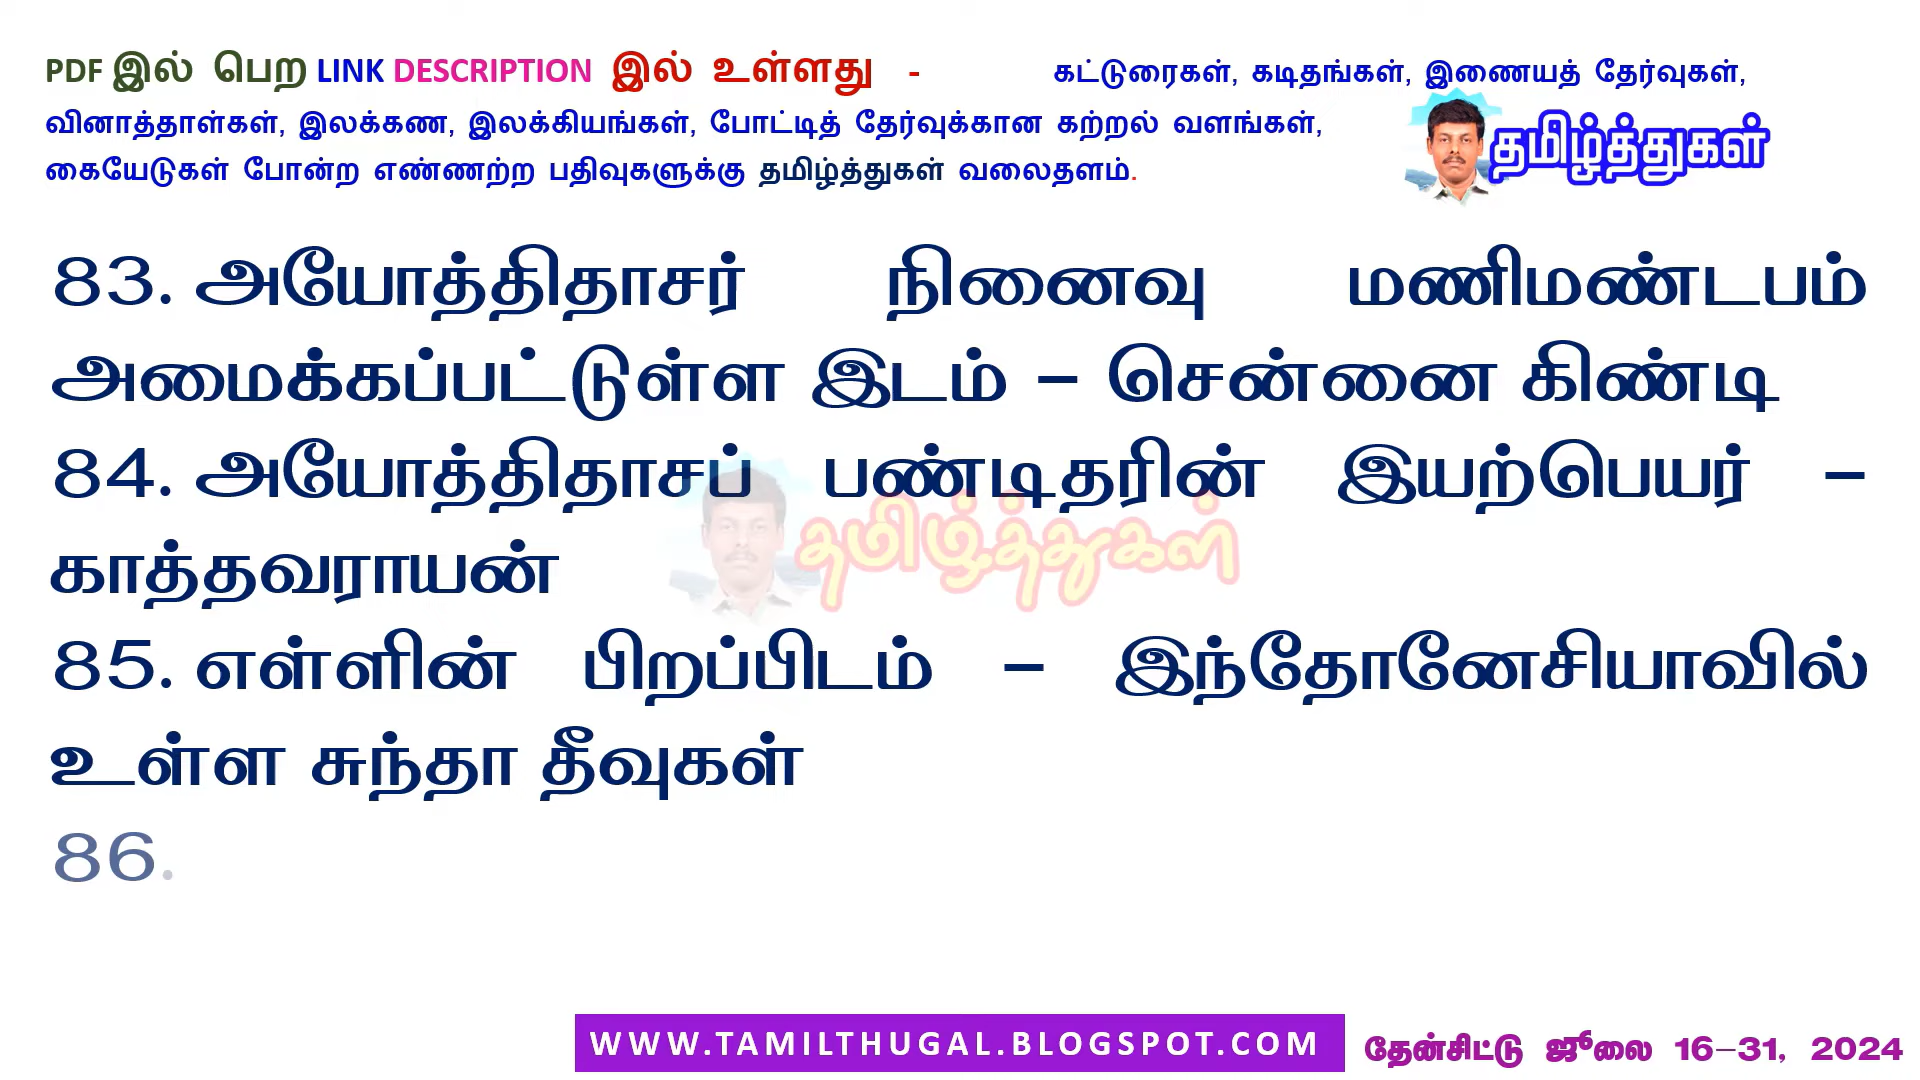 PDF இல் பெற LINK DESCRIPTION இல் உள்ளது - கட்டுரைகள், கடிதங்கள், இணையத் தேர்வுகள்,
வினாத்தாள்கள், இலக்கண, இலக்கியங்கள், போட்டித் தேர்வுக்கான கற்றல் வளங்கள்,
கையேடுகள் போன்ற எண்ணற்ற பதிவுகளுக்கு தமிழ்த்துகள் வலைதளம்.
தமிழ்த்துகள்
83. அயோத்திதாசர் நினைவு மணிமண்டபம்
அமைக்கப்பட்டுள்ள இடம் – சென்னை கிண்டி
84. அயோத்திதாசப் பண்டிதரின் இயற்பெயர் –
தமிழ்த்துகள்
காத்தவராயன்
85. எள்ளின் பிறப்பிடம் – இந்தோனேசியாவில்
உள்ள சுந்தா தீவுகள்
86.
WWW.TAMILTHUGAL.BLOGSPOT.COM
தேன்சிட்டு ஜூலை 16–31, 2024